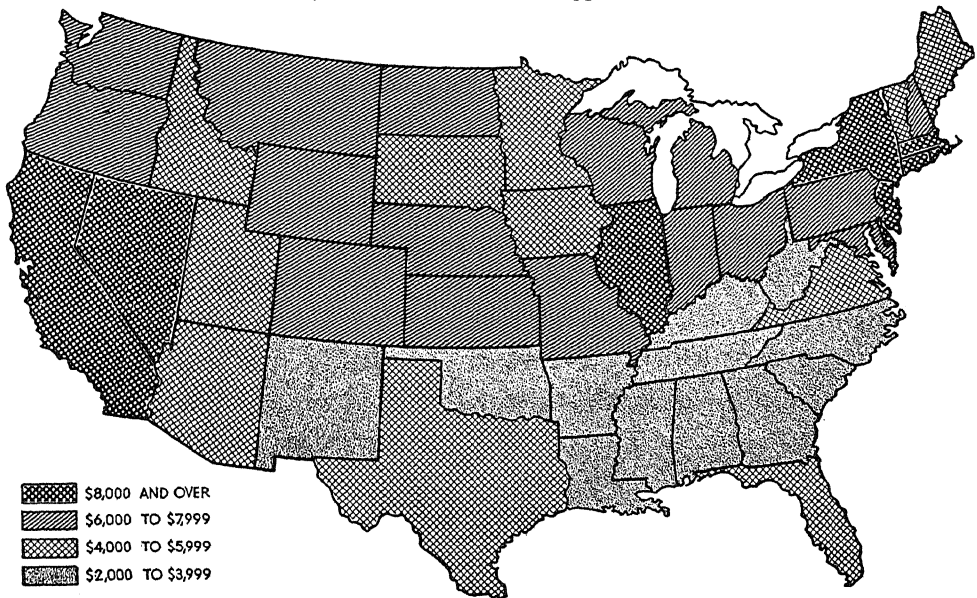 $8,000 AND OVER
$6,000 TO $7,999
$4,000 TO $5,999
$2,000 TO $3,999